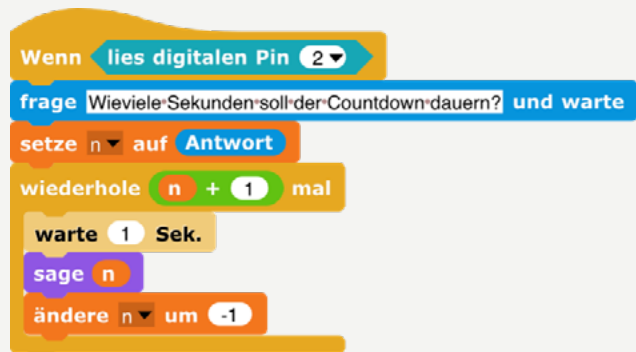 Wenn lies digitalen Pin 2
frage Wieviele Sekunden soll der Countdown dauern? und warte
setze n auf Antwort
wiederhole n + 1 mal
warte 1 Sek.
sage n
ändere n um -1